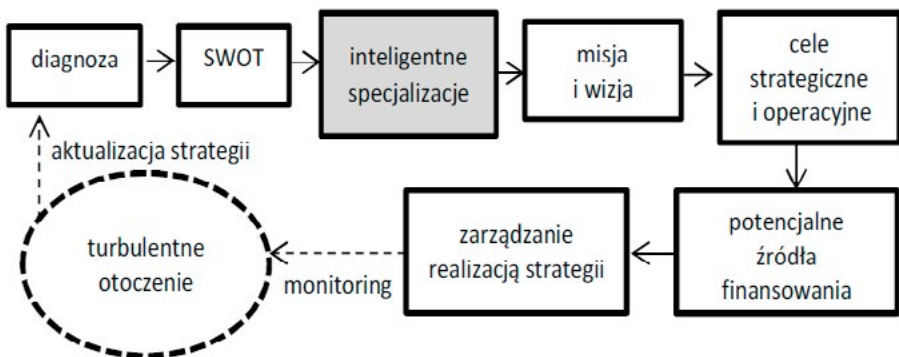 diagnoza
SWOT
inteligentne
specjalizacje
misja
i wizja
cele
strategiczne
i operacyjne
aktualizacja strategii
turbulentne
otoczenie
monitoring
zarządzanie
realizacją strategii
potencjalne
źródła
finansowania